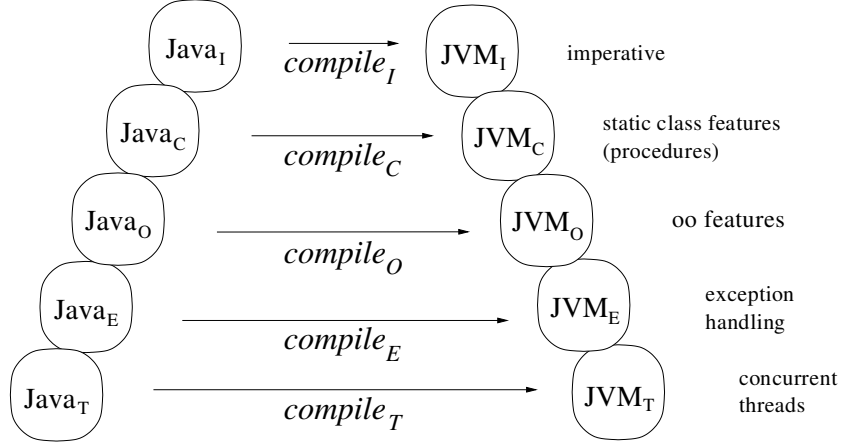 Java_I compile_I JVM_I imperative
Java_C compile_C JVM_C static class features
(procedures)
Java_O compile_O JVM_O oo features
Java_E compile_E JVM_E exception
handling
Java_T compile_T JVM_T concurrent
threads